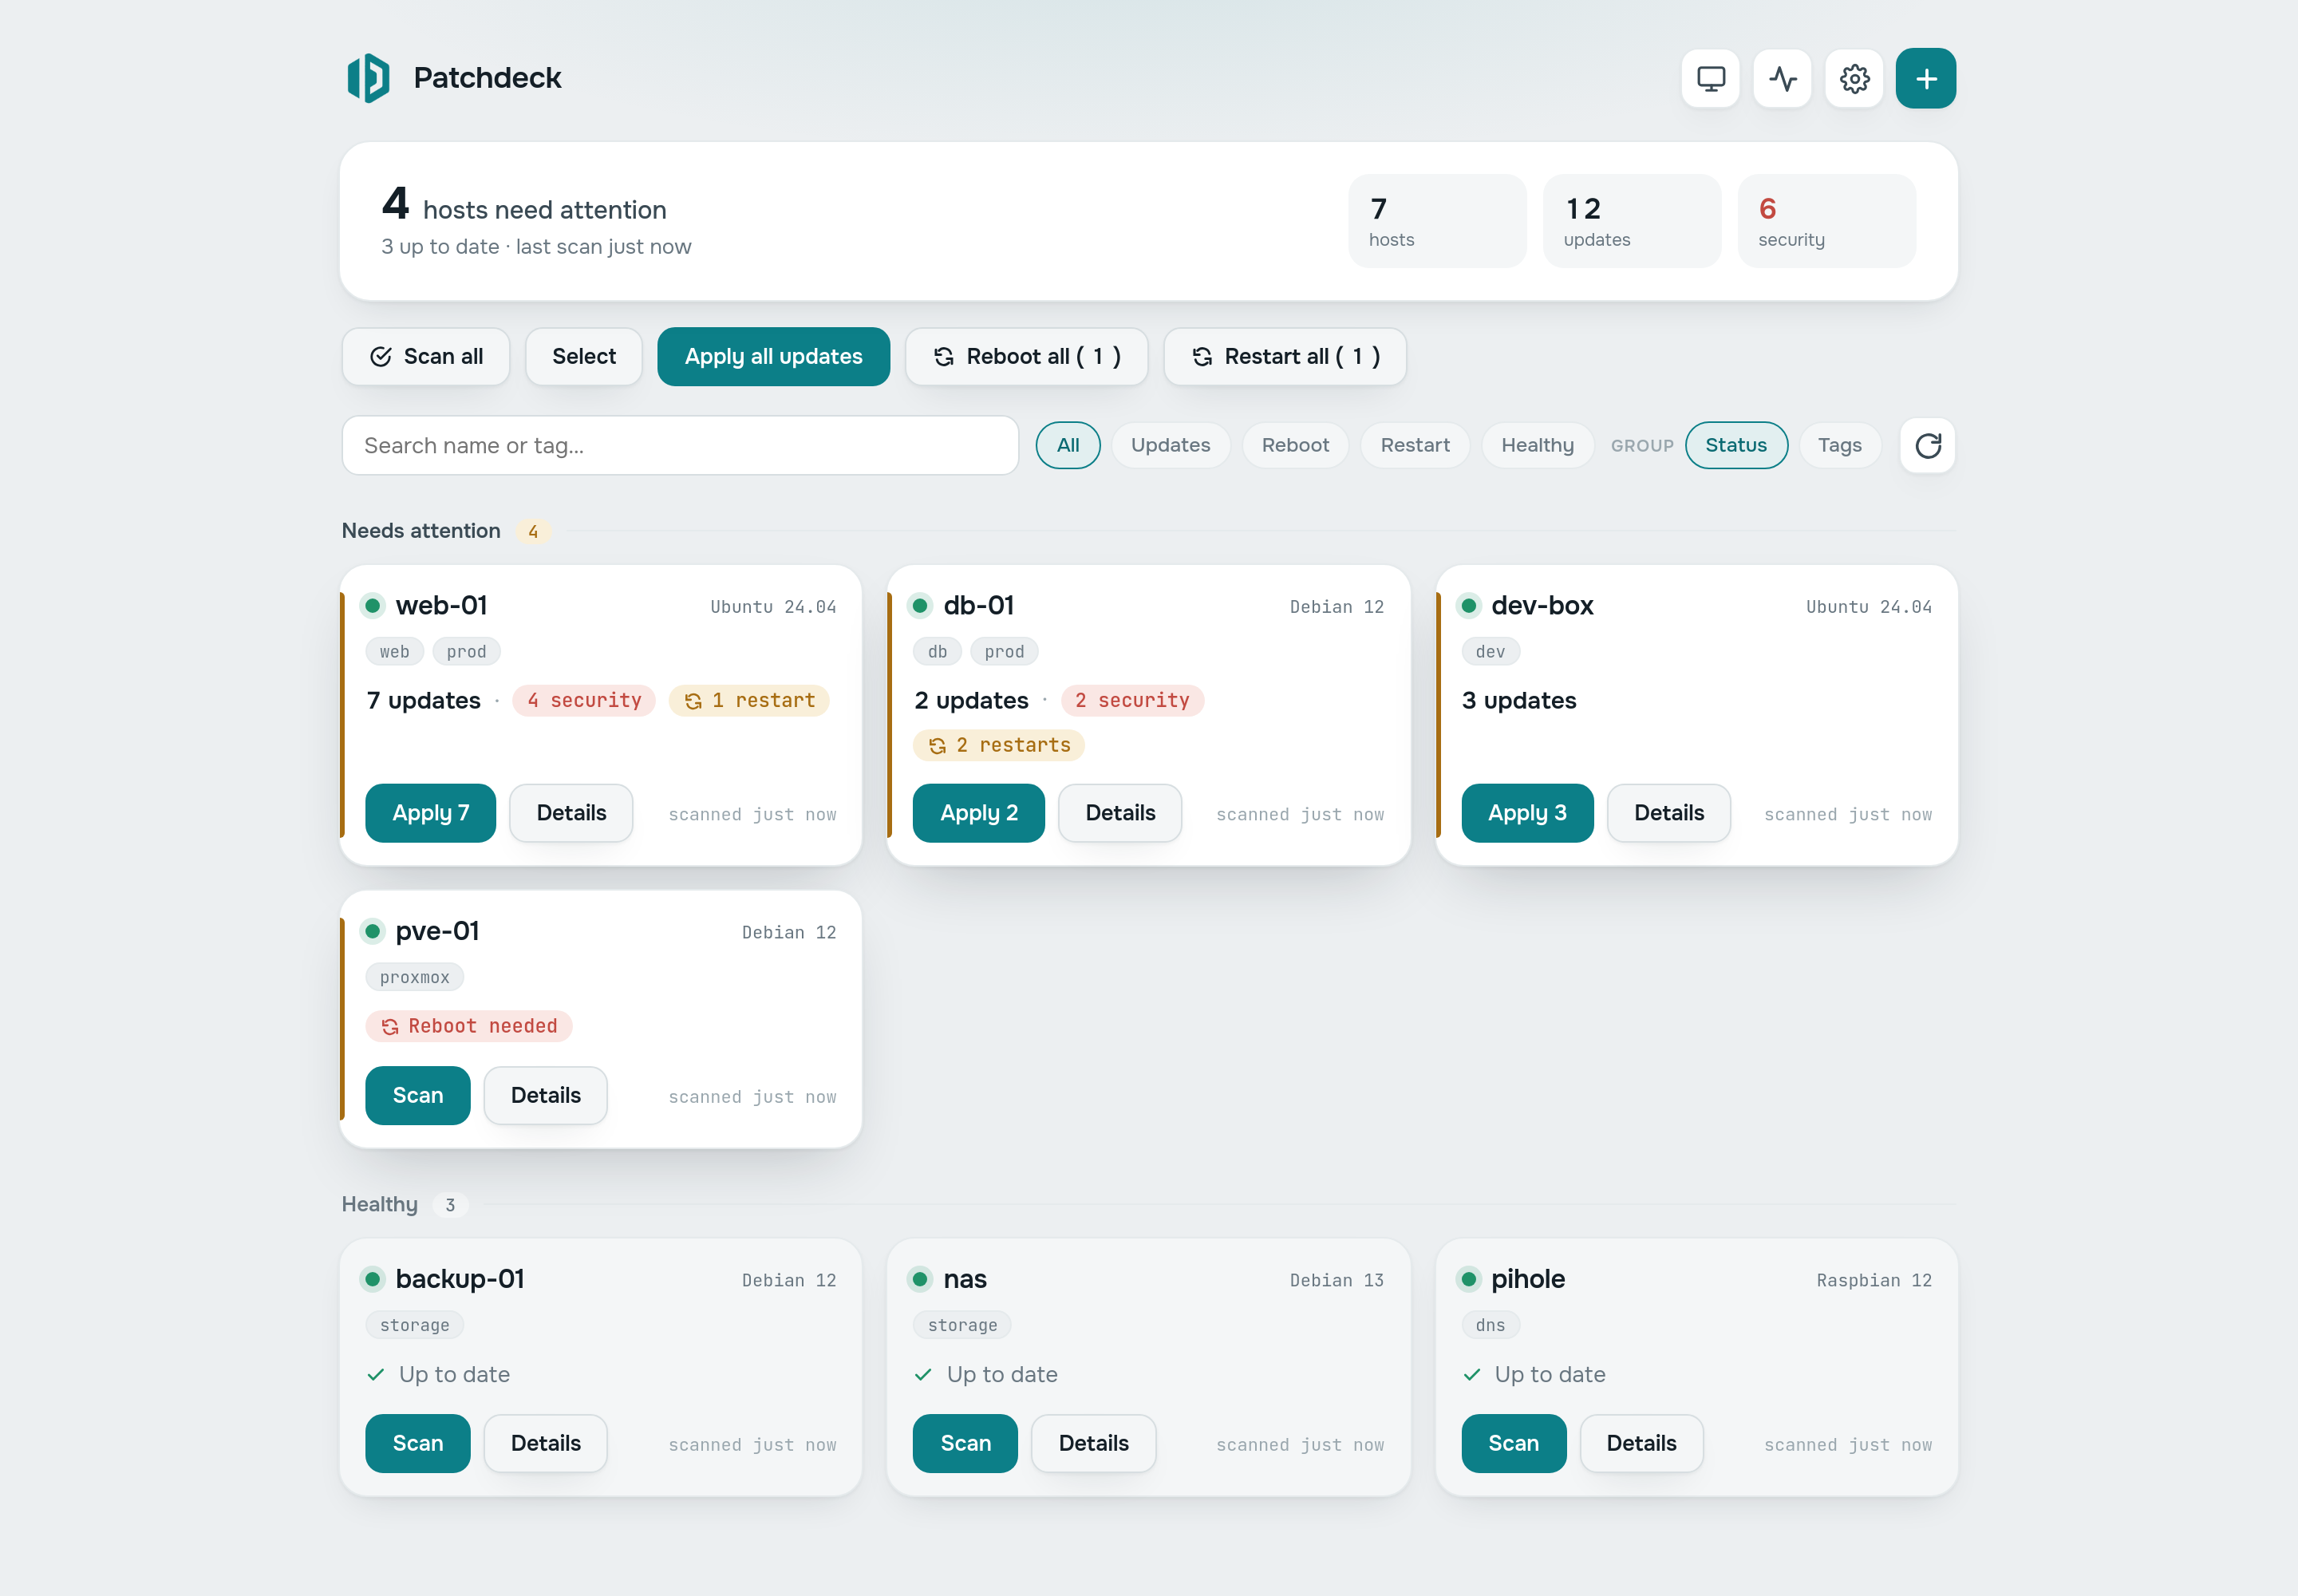 Patchdeck
4 hosts need attention
3 up to date · last scan just now
7
hosts
12
updates
6
security
Scan all
Select
Apply all updates
Reboot all ( 1 )
Restart all ( 1 )
Search name or tag...
All
Updates
Reboot
Restart
Healthy
GROUP
Status
Tags
Needs attention 4
web-01
Ubuntu 24.04
web
prod
7 updates · 4 security 1 restart
Apply 7
Details
scanned just now
db-01
Debian 12
db
prod
2 updates · 2 security
2 restarts
Apply 2
Details
scanned just now
dev-box
Ubuntu 24.04
dev
3 updates
Apply 3
Details
scanned just now
pve-01
Debian 12
proxmox
Reboot needed
Scan
Details
scanned just now
Healthy 3
backup-01
Debian 12
storage
Up to date
Scan
Details
scanned just now
nas
Debian 13
storage
Up to date
Scan
Details
scanned just now
pihole
Raspbian 12
dns
Up to date
Scan
Details
scanned just now